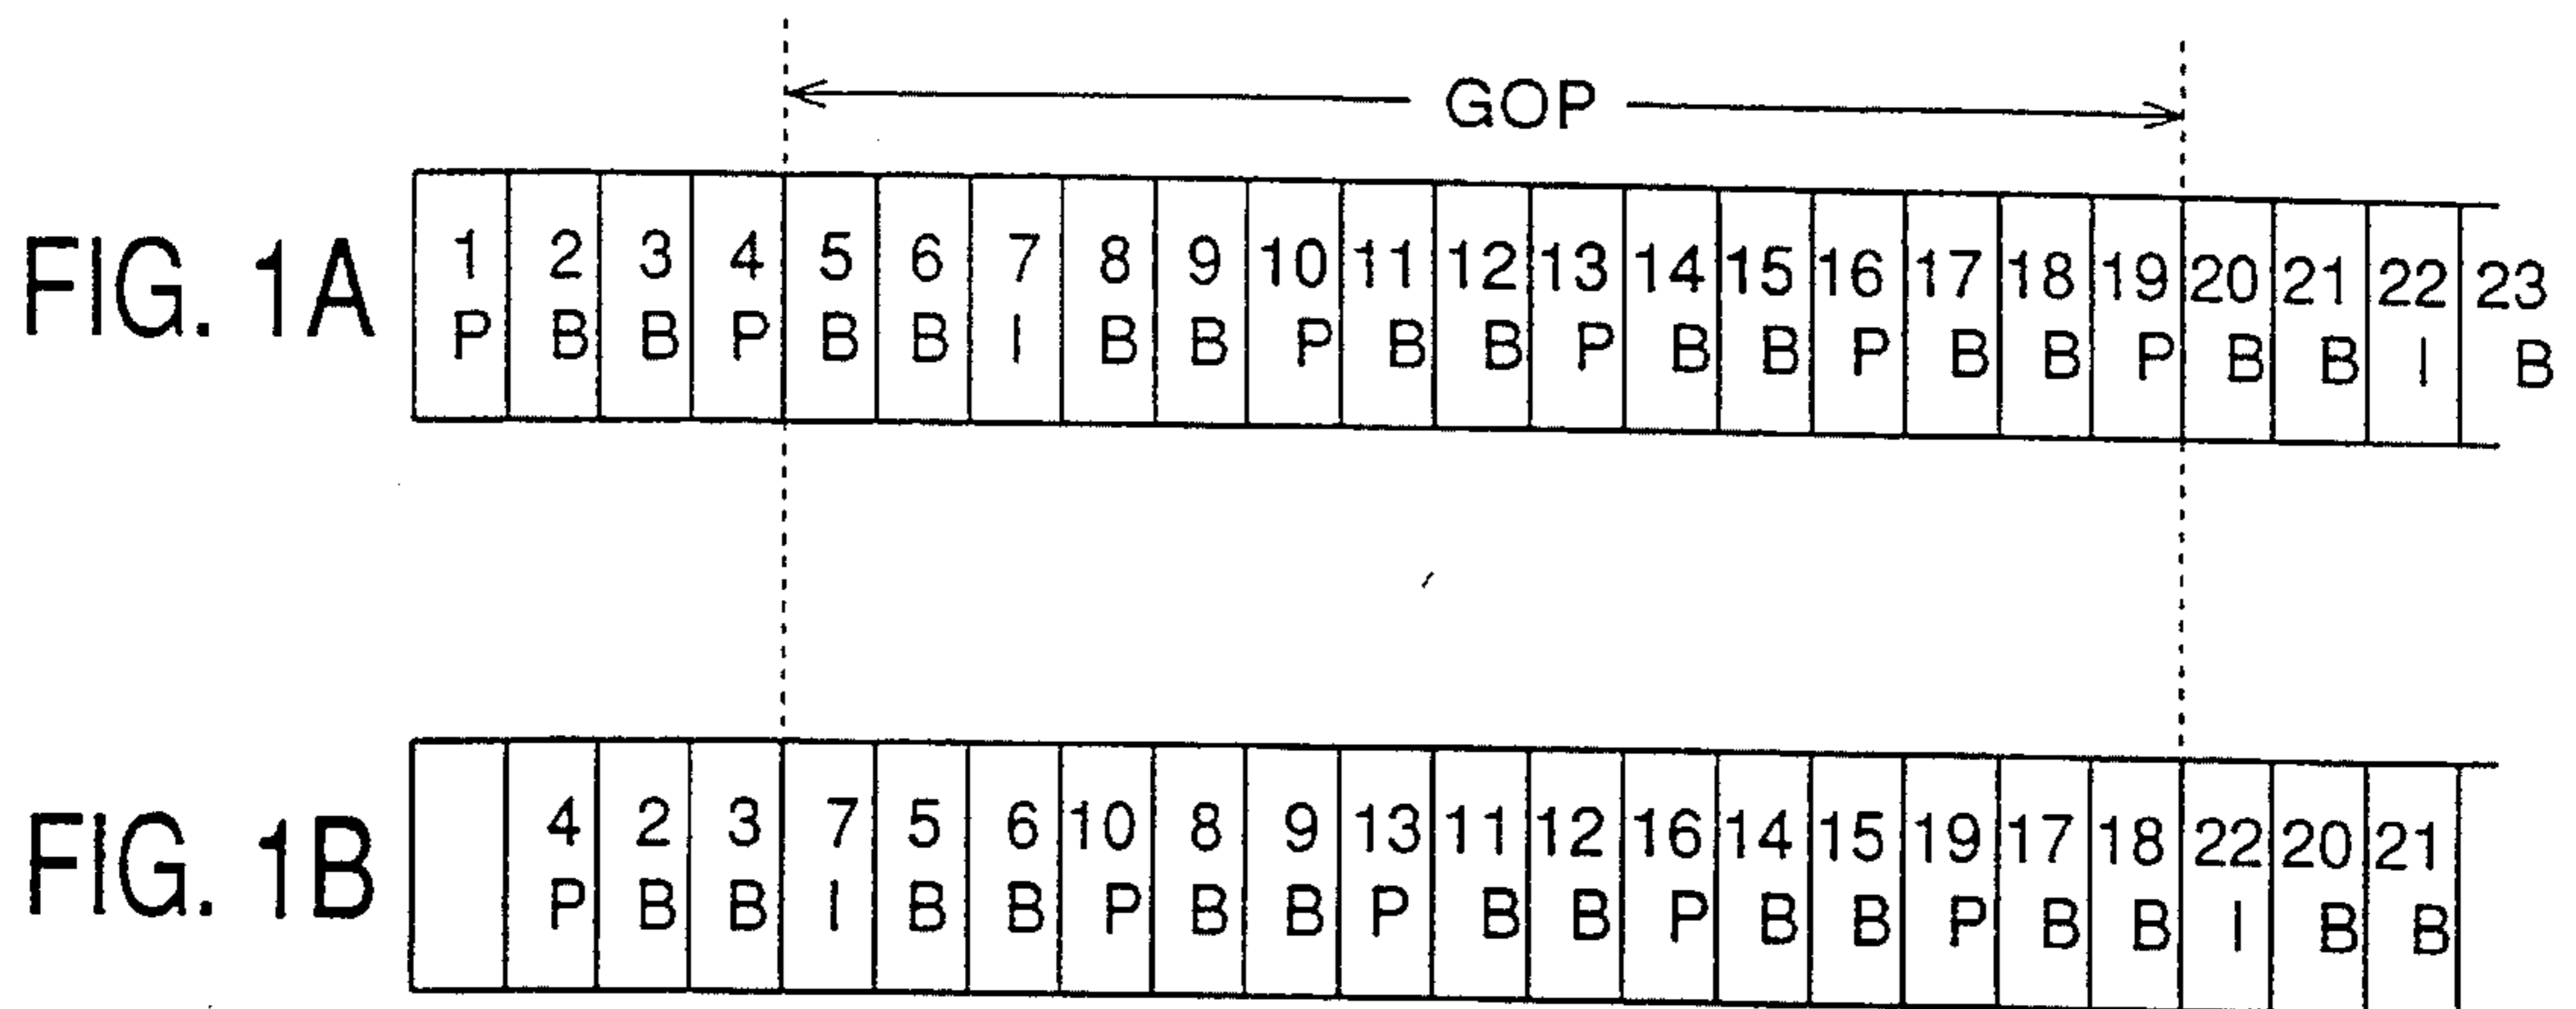 GOP
FIG. 1A
1 2 3 4 5 6 7 8 9 10 11 12 13 14 15 16 17 18 19 20 21 22 23
P B B P B B I B B P B B P B B P B B P B B I B
FIG. 1B
4 2 3 7 5 6 10 8 9 13 11 12 16 14 15 19 17 18 22 20 21
P B B I B B P B B P B B P B B P B B I B B